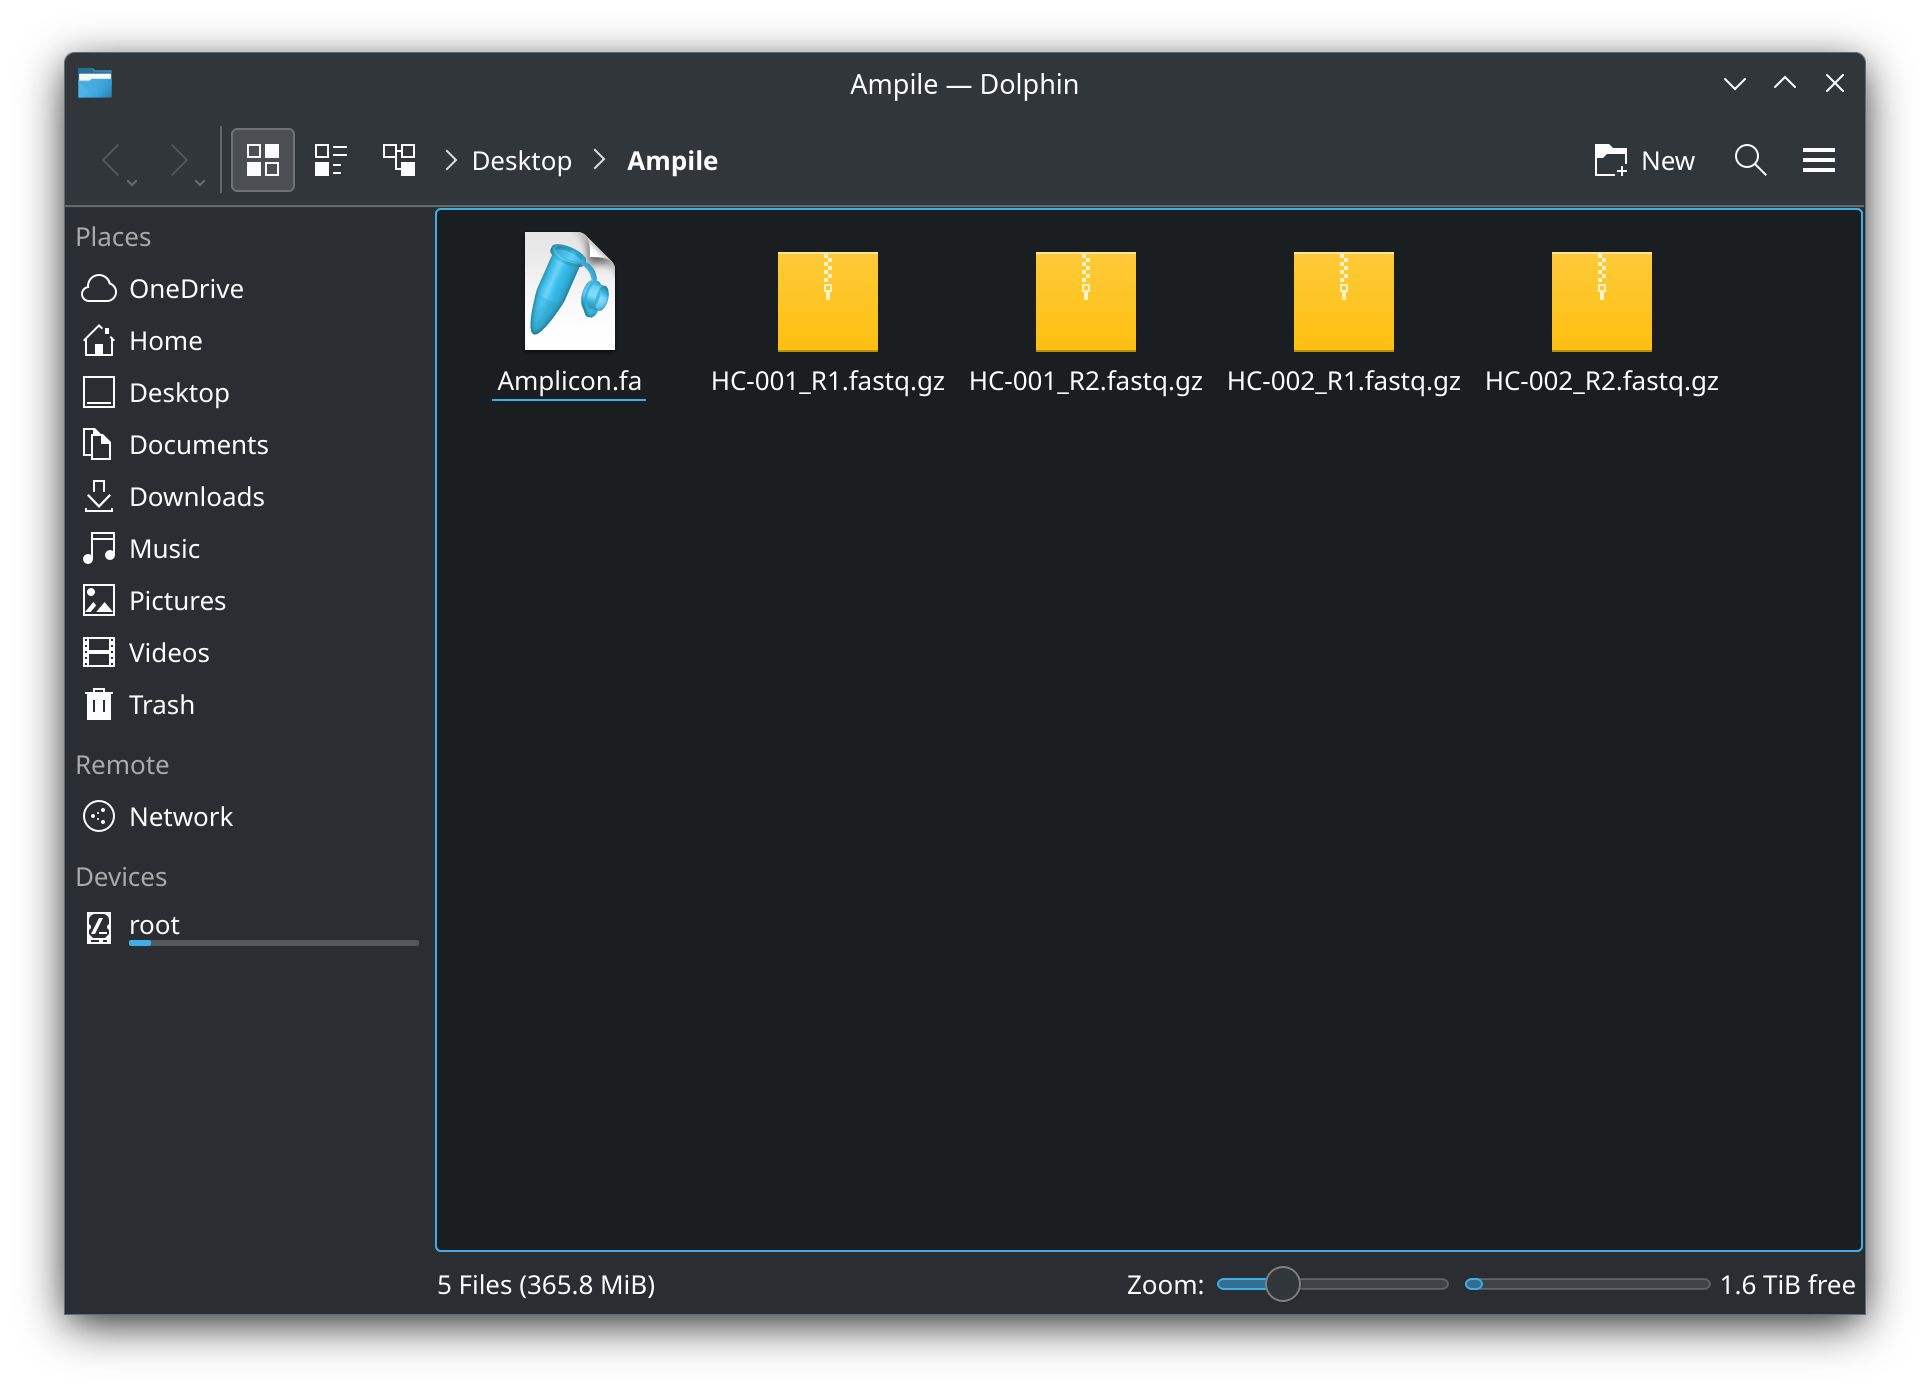 Ampile — Dolphin
Desktop
Ampile
New
Places
OneDrive
Home
Desktop
Documents
Downloads
Music
Pictures
Videos
Trash
Remote
Network
Devices
root
Amplicon.fa
HC-001_R1.fastq.gz
HC-001_R2.fastq.gz
HC-002_R1.fastq.gz
HC-002_R2.fastq.gz
5 Files (365.8 MiB)
Zoom:
1.6 TiB free